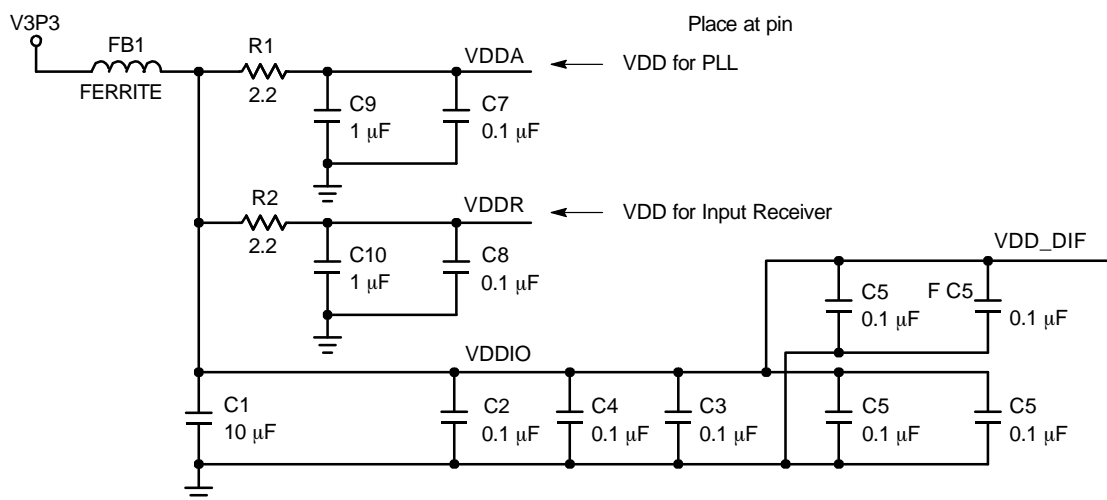 V3P3
Place at pin
FB1
R1
VDDA
VDD for PLL
FERRITE
2.2
C9
1 μF
C7
0.1 μF
R2
VDDR
VDD for Input Receiver
2.2
C10
1 μF
C8
0.1 μF
VDD_DIF
C5
0.1 μF
F C5
0.1 μF
VDDIO
C1
10 μF
C2
0.1 μF
C4
0.1 μF
C3
0.1 μF
C5
0.1 μF
C5
0.1 μF